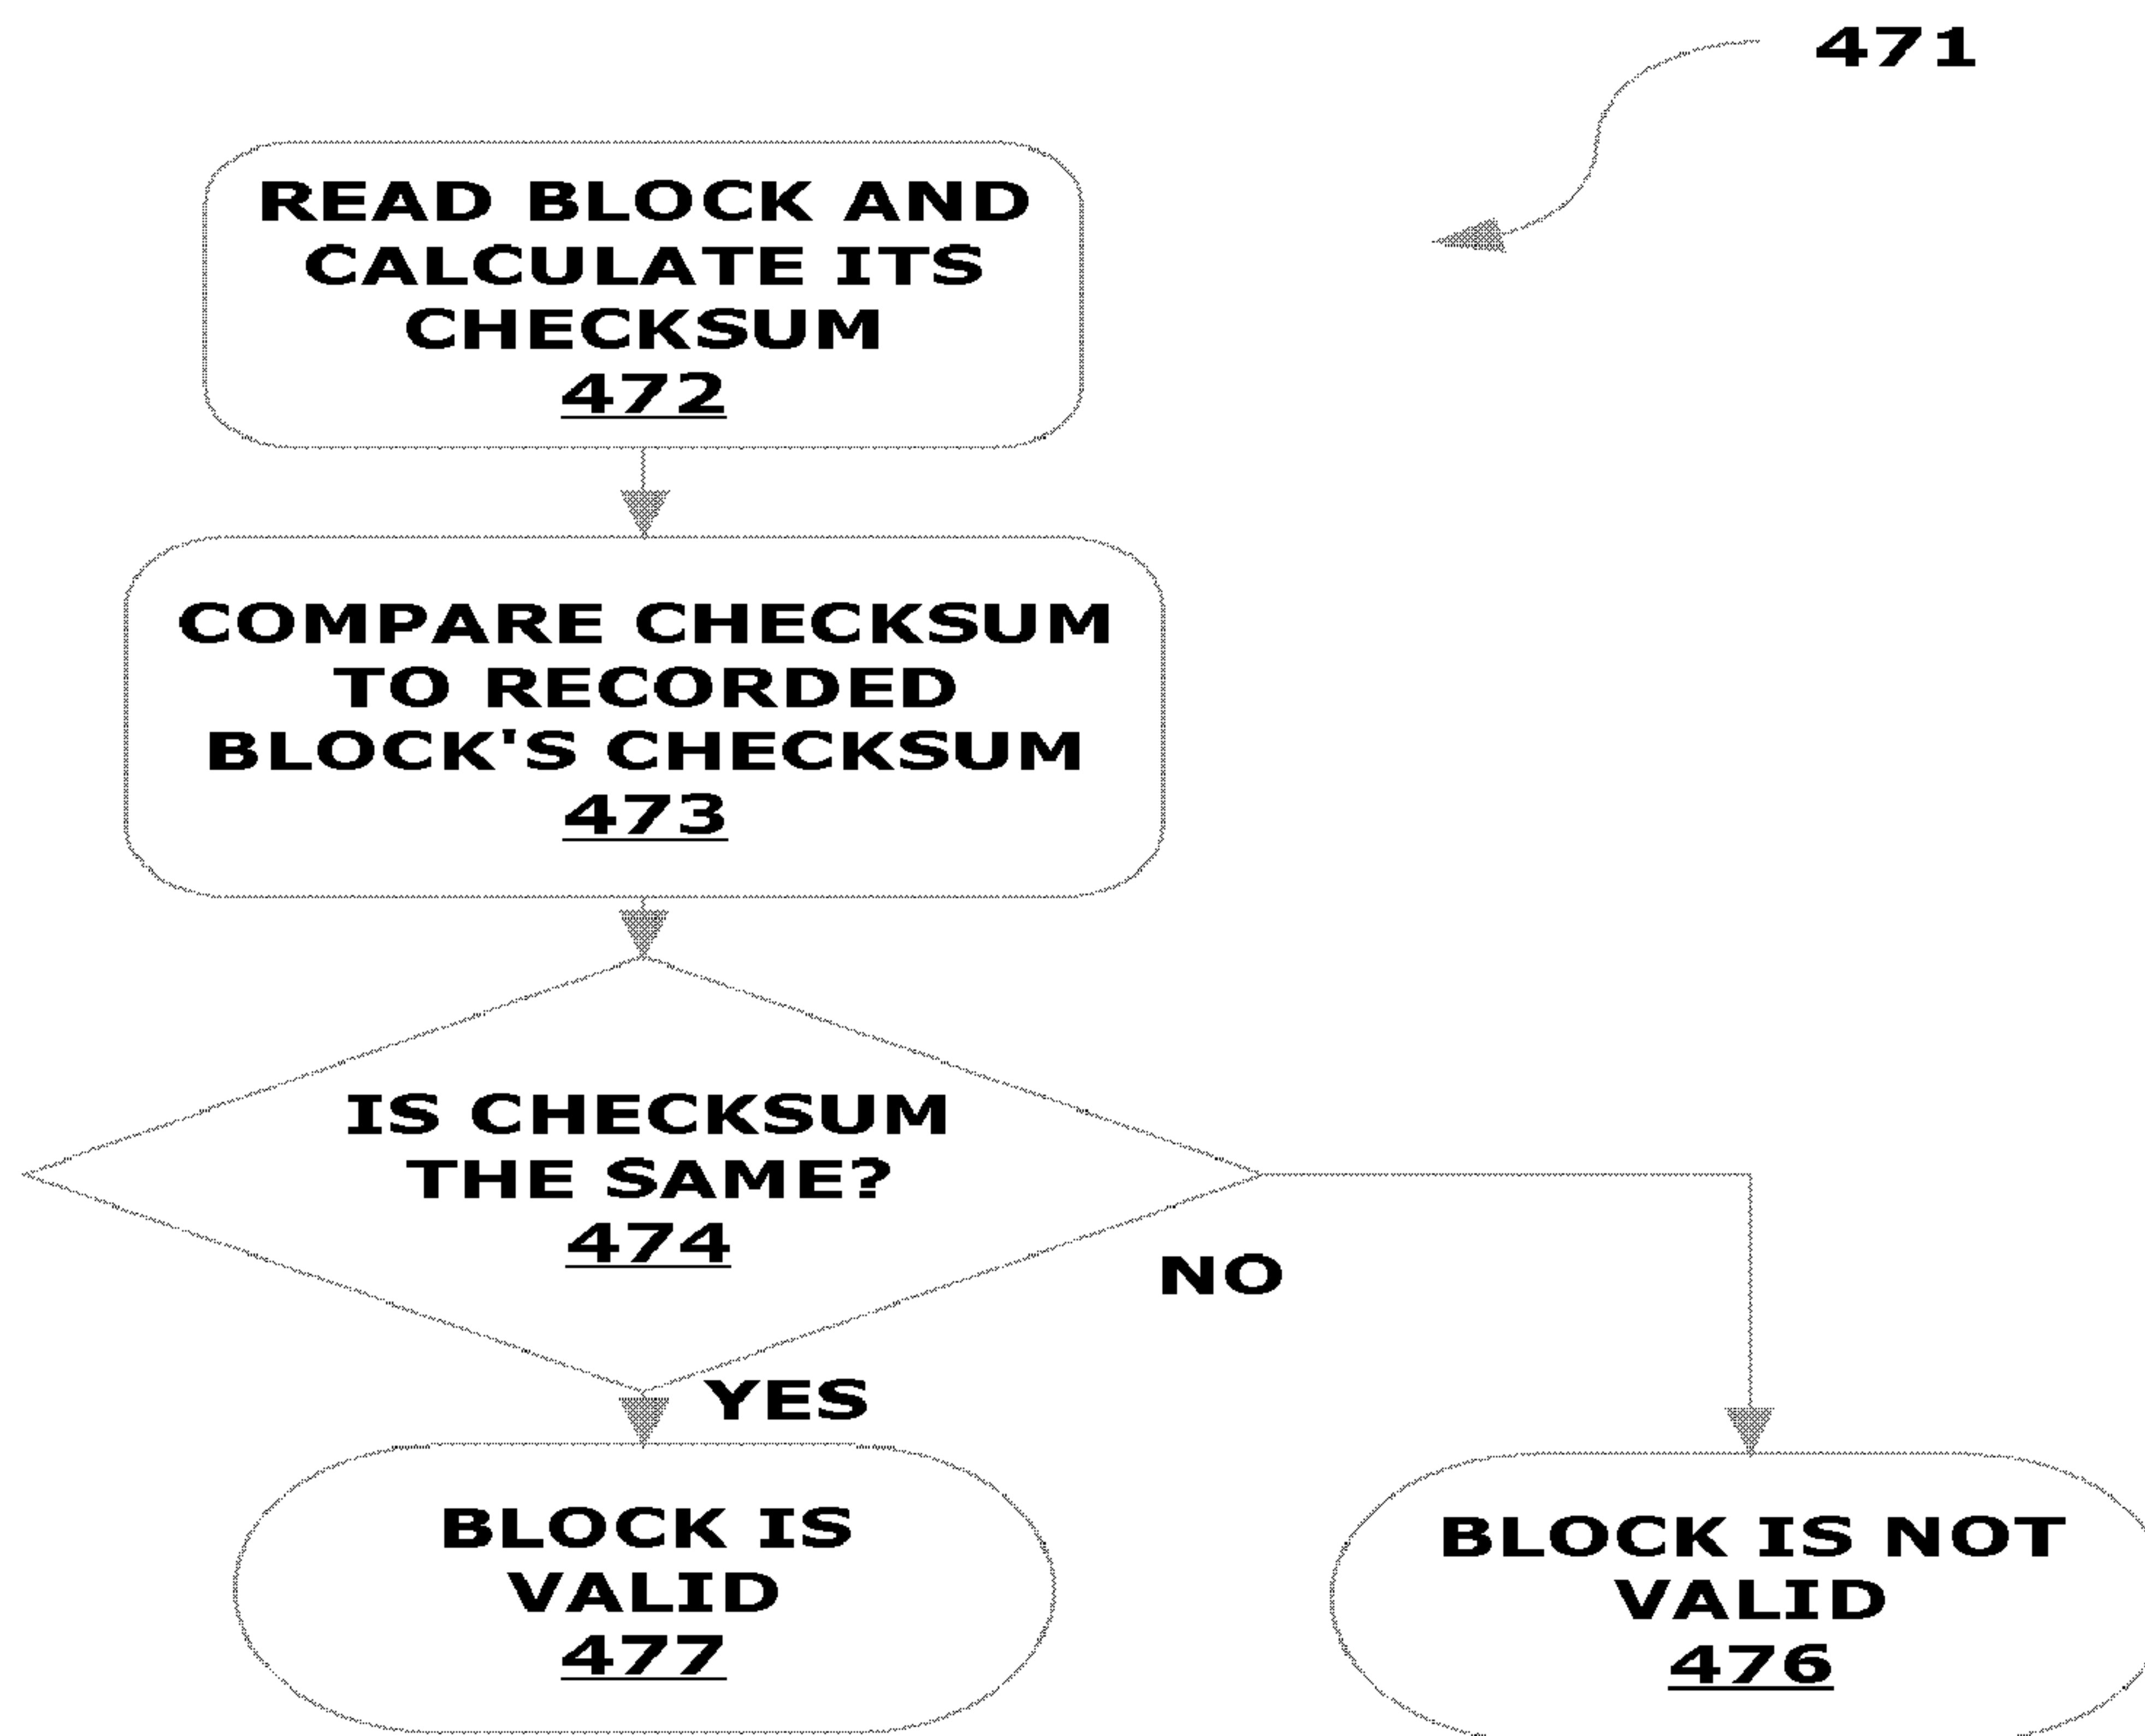 471
READ BLOCK AND
CALCULATE ITS
CHECKSUM
472
COMPARE CHECKSUM
TO RECORDED
BLOCK'S CHECKSUM
473
IS CHECKSUM
THE SAME?
474
NO
YES
BLOCK IS
VALID
477
BLOCK IS NOT
VALID
476